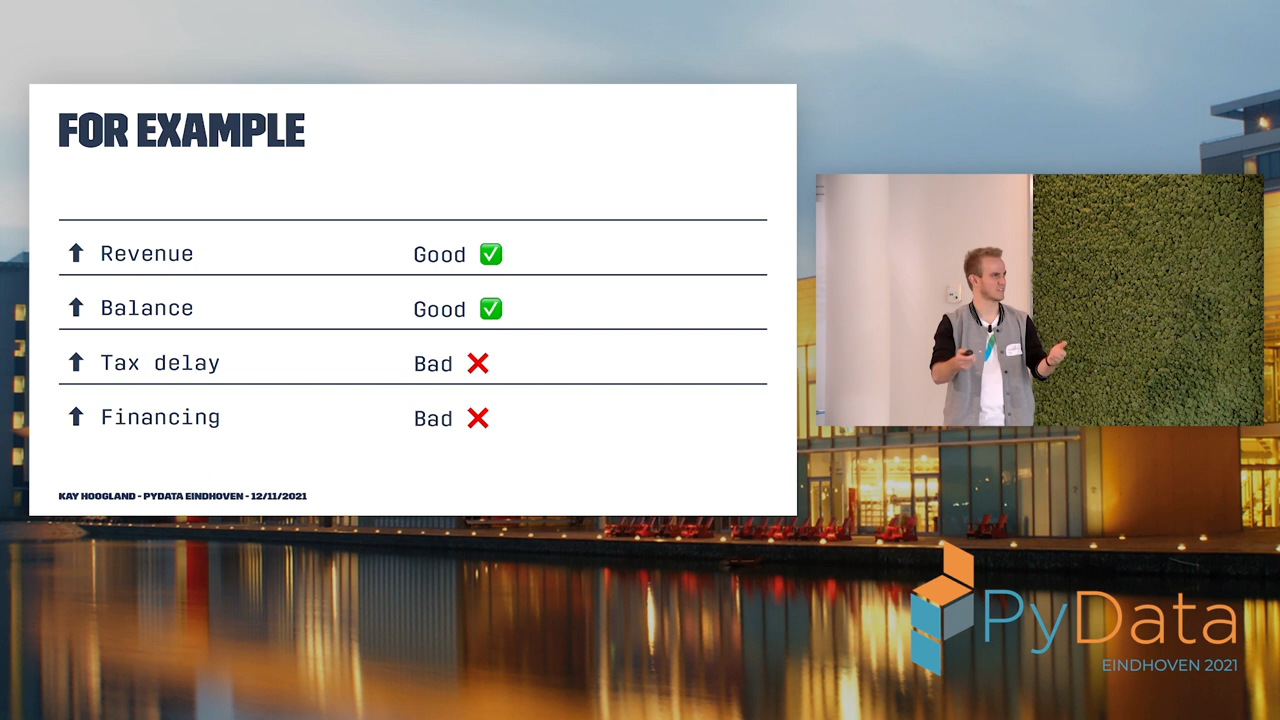 FOR EXAMPLE
⬆ Revenue Good ✅
⬆ Balance Good ✅
⬆ Tax delay Bad ❌
⬆ Financing Bad ❌
KAY HOOGLAND - PYDATA EINDHOVEN - 12/11/2021
PyData
EINDHOVEN 2021